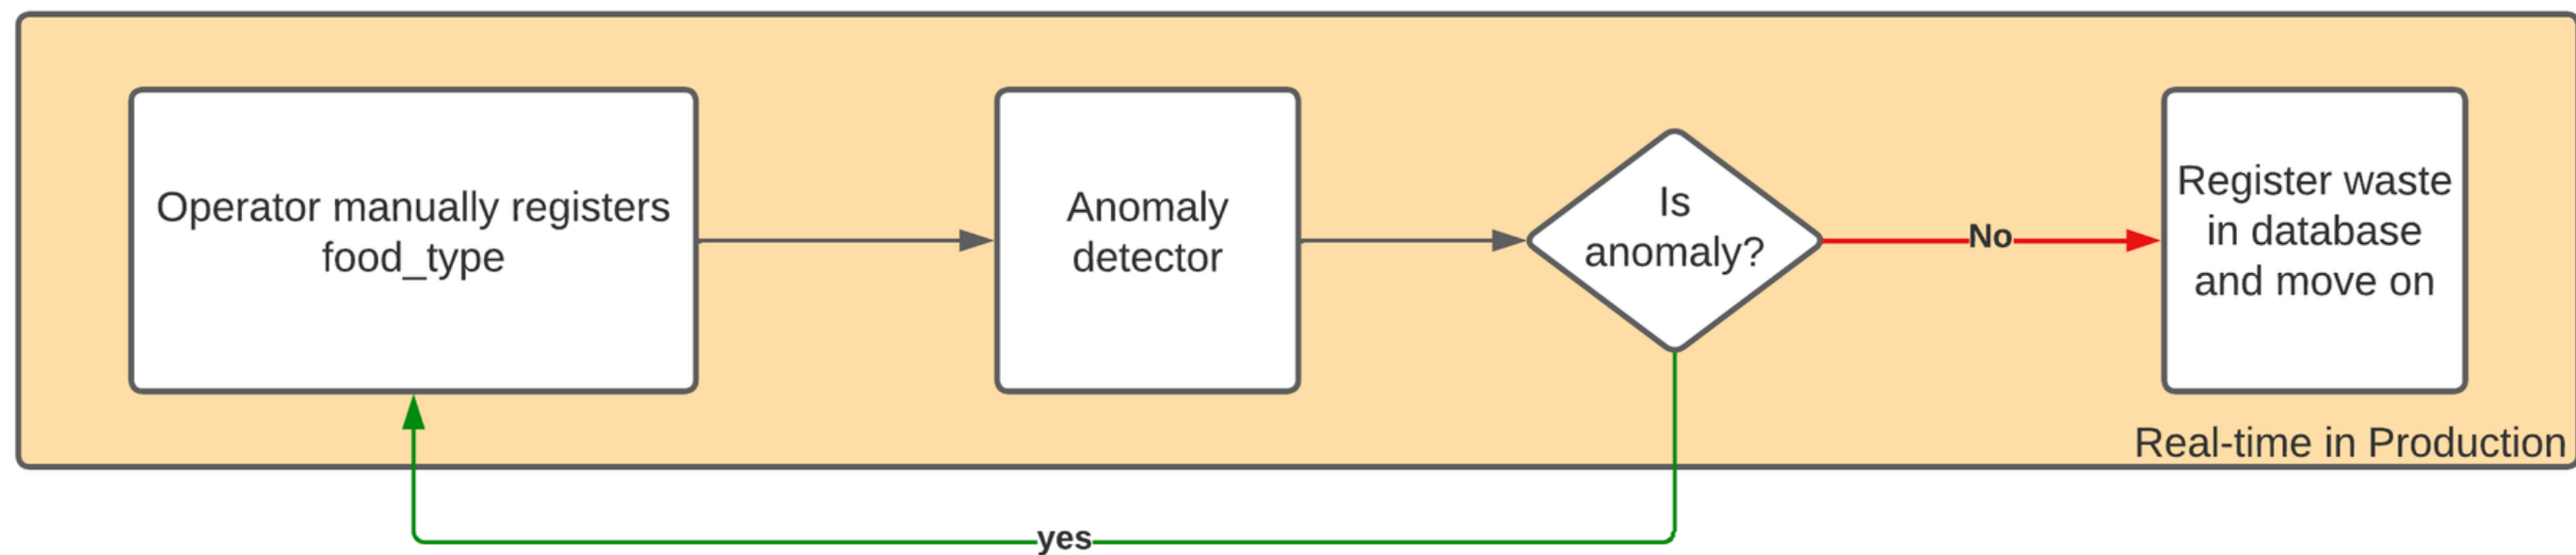 Operator manually registers
food_type
Anomaly
detector
Is
anomaly?
No
Register waste
in database
and move on
Real-time in Production
yes